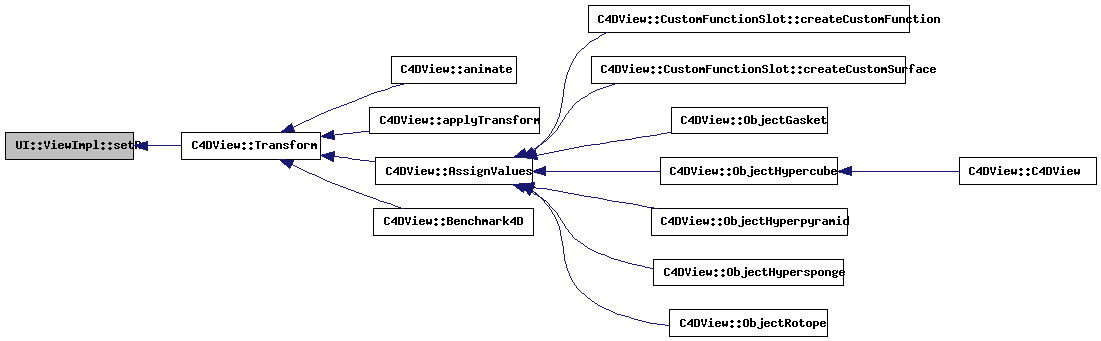 C4DView::CustomFunctionSlot::createCustomFunction
C4DView::animate
C4DView::CustomFunctionSlot::createCustomSurface
C4DView::applyTransform
C4DView::ObjectGasket
UI::ViewImpl::setR
C4DView::Transform
C4DView::AssignValues
C4DView::ObjectHypercube
C4DView::C4DView
C4DView::Benchmark4D
C4DView::ObjectHyperpyramid
C4DView::ObjectHypersponge
C4DView::ObjectRotope